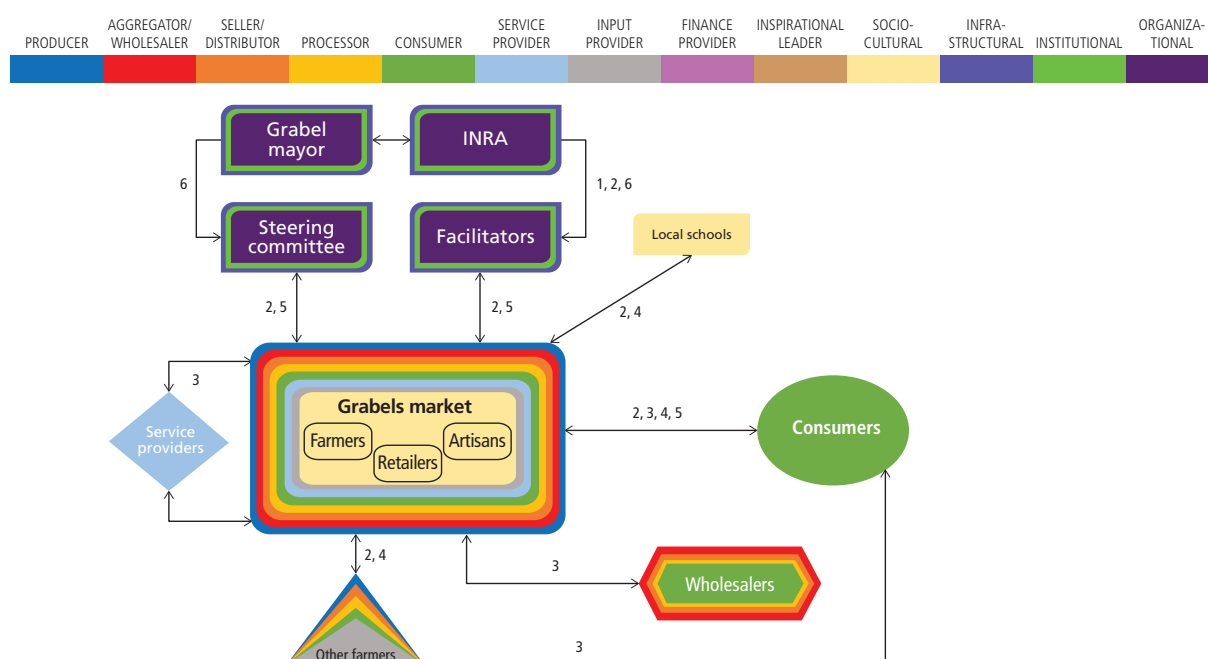 PRODUCER
AGGREGATOR/
WHOLESALER
SELLER/
DISTRIBUTOR
PROCESSOR
CONSUMER
SERVICE
PROVIDER
INPUT
PROVIDER
FINANCE
PROVIDER
INSPIRATIONAL
LEADER
SOCIO-
CULTURAL
INFRA-
STRUCTURAL
INSTITUTIONAL
ORGANIZA-
TIONAL
Grabel
mayor
INRA
6
1, 2, 6
Steering
committee
Facilitators
Local schools
2, 5
2, 5
2, 4
3
Service
providers
Grabels market
Farmers
Retailers
Artisans
2, 3, 4, 5
Consumers
2, 4
3
Wholesalers
3
Other farmers